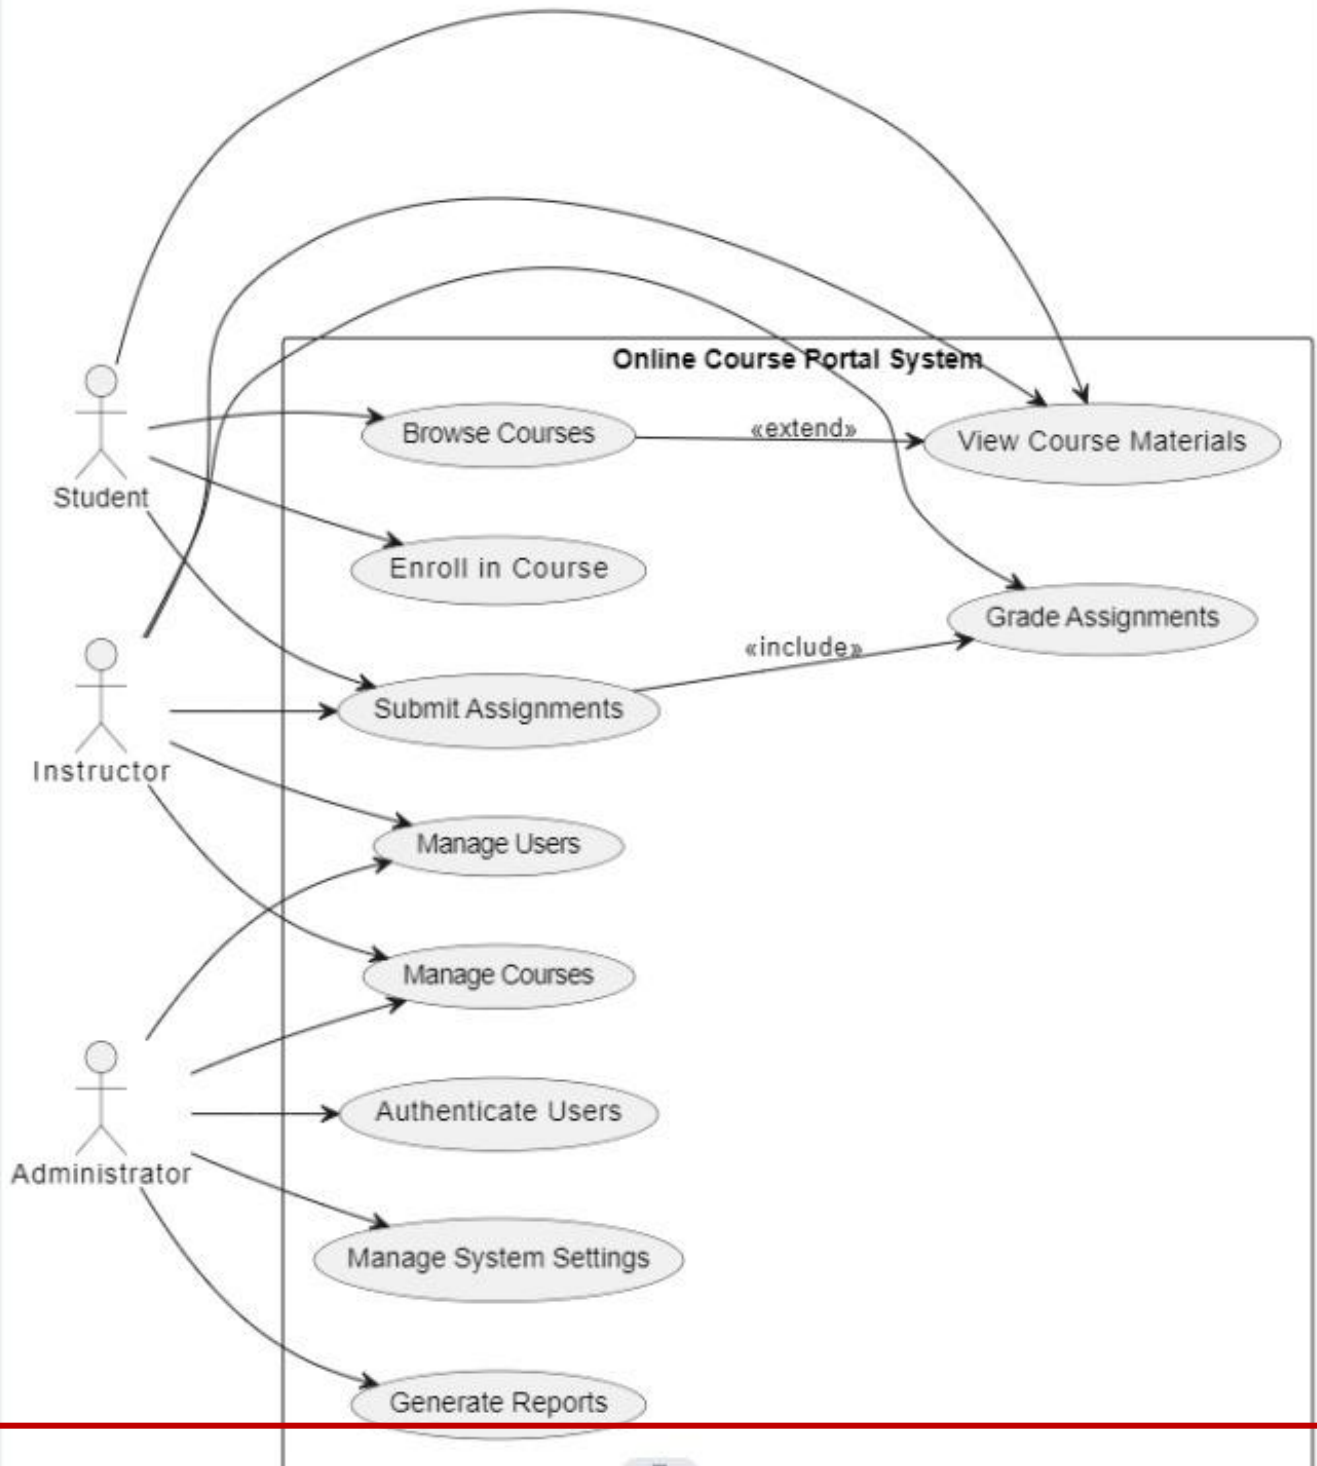 Online Course Portal System
Browse Courses
«extend»
View Course Materials
Student
Enroll in Course
Grade Assignments
«include»
Submit Assignments
Instructor
Manage Users
Manage Courses
Authenticate Users
Administrator
Manage System Settings
Generate Reports